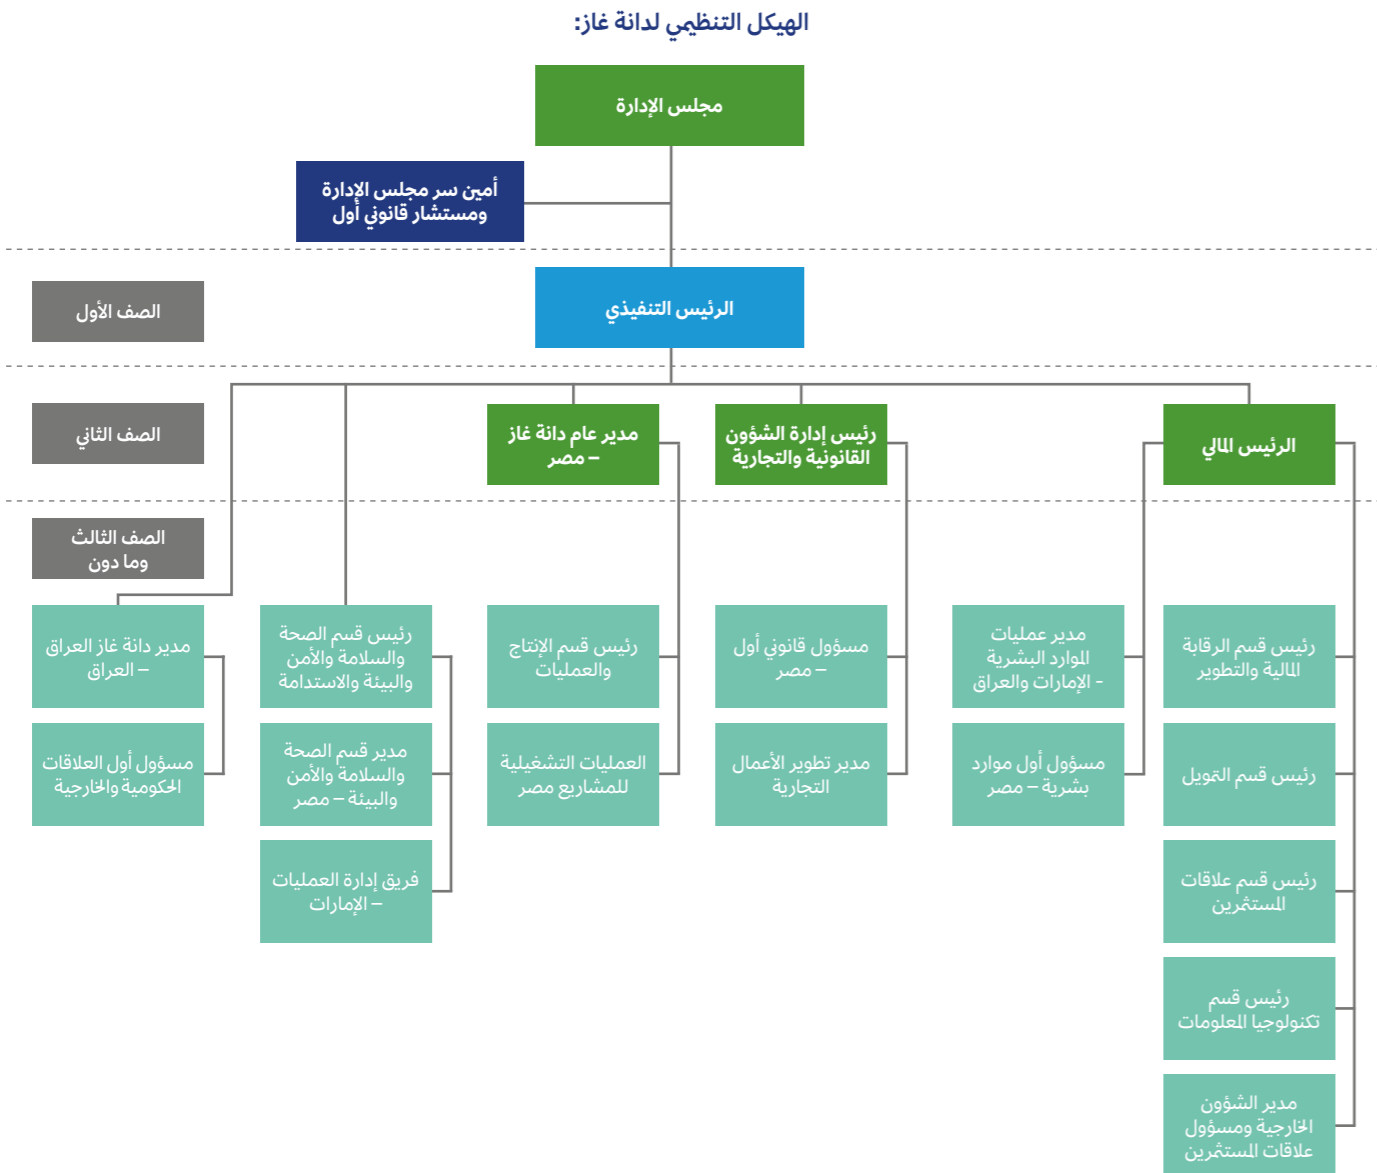 الهيكل التنظيمي لدانة غاز:
مجلس الإدارة
أمين سر مجلس الإدارة
ومستشار قانوني أول
الرئيس التنفيذي
الصف الأول
الرئيس المالي
رئيس إدارة الشؤون
القانونية والتجارية
مدير عام دانة غاز
– مصر
الصف الثاني
الصف الثالث
وما دون
رئيس قسم الرقابة
المالية والتطوير
مدير عمليات
الموارد البشرية
- الإمارات والعراق
مسؤول قانوني أول
– مصر
رئيس قسم الإنتاج
والعمليات
رئيس قسم الصحة
والسلامة والأمن
والبيئة والاستدامة
مدير دانة غاز العراق
– العراق
رئيس قسم التمويل
مسؤول أول موارد
بشرية – مصر
مدير تطوير الأعمال
التجارية
العمليات التشغيلية
للمشاريع مصر
مدير قسم الصحة
والسلامة والأمن
والبيئة – مصر
مسؤول أول العلاقات
الحكومية والخارجية
رئيس قسم علاقات
المستثمرين
فريق إدارة العمليات
– الإمارات
رئيس قسم
تكنولوجيا المعلومات
مدير الشؤون
الخارجية ومسؤول
علاقات المستثمرين